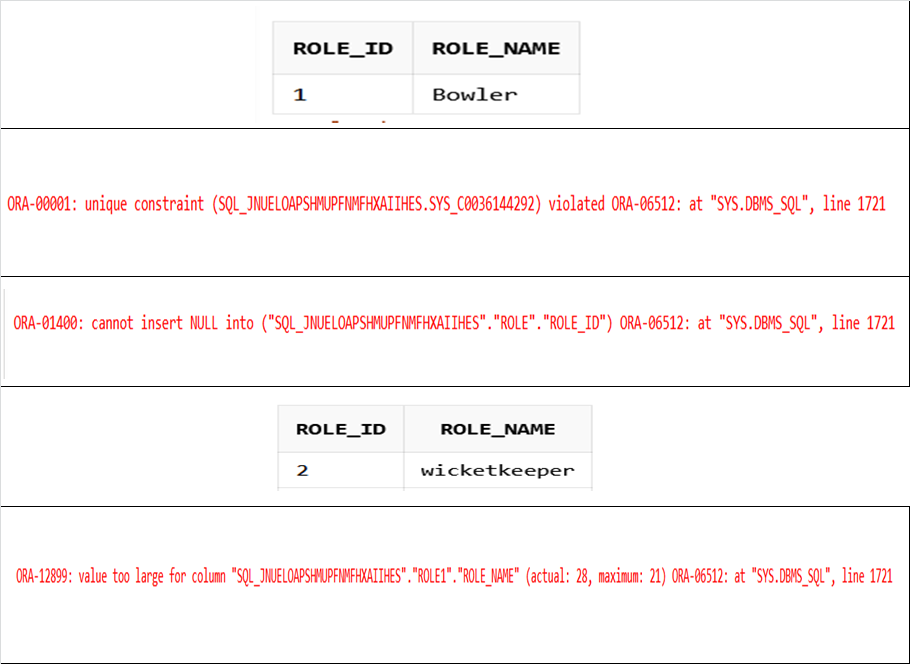 ROLE_ID ROLE_NAME
1 Bowler
ORA-00001: unique constraint (SQL_JNUELOAPSHMUPFNMFHXAIIHES.SYS_C0036144292) violated ORA-06512: at "SYS.DBMS_SQL", line 1721
ORA-01400: cannot insert NULL into ("SQL_JNUELOAPSHMUPFNMFHXAIIHES"."ROLE"."ROLE_ID") ORA-06512: at "SYS.DBMS_SQL", line 1721
ROLE_ID ROLE_NAME
2 wicketkeeper
ORA-12899: value too large for column "SQL_JNUELOAPSHMUPFNMFHXAIIHES"."ROLE1"."ROLE_NAME" (actual: 28, maximum: 21) ORA-06512: at "SYS.DBMS_SQL", line 1721